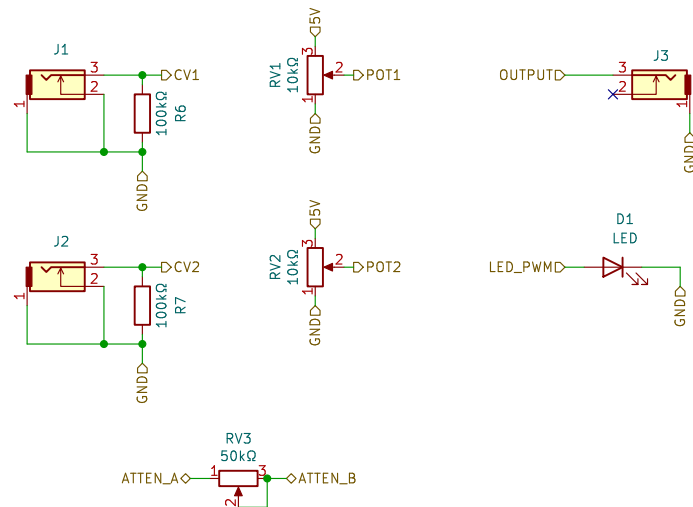 J1
3
CV1
2
1
100kΩ
R6
GND
5V
3
RV1
10kΩ
2
POT1
1
GND
J3
OUTPUT
3
2
1
GND
J2
3
CV2
2
1
100kΩ
R7
GND
5V
3
RV2
10kΩ
2
POT2
1
GND
D1
LED
LED_PWM
GND
RV3
50kΩ
ATTEN_A
1
3
ATTEN_B
2